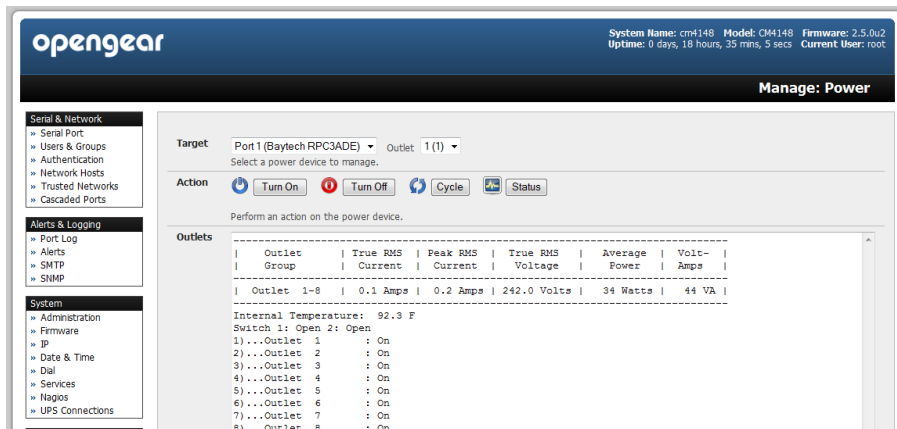 opengear
System Name: cm4148 Model: CM4148 Firmware: 2.5.0u2
Uptime: 0 days, 18 hours, 35 mins, 5 secs Current User: root
Manage: Power
Serial & Network
» Serial Port
» Users & Groups
» Authentication
» Network Hosts
» Trusted Networks
» Cascaded Ports
Alerts & Logging
» Port Log
» Alerts
» SMTP
» SNMP
System
» Administration
» Firmware
» IP
» Date & Time
» Dial
» Services
» Nagios
» UPS Connections
Target Port 1 (Baytech RPC3ADE) Outlet 1 (1)
Select a power device to manage.
Action Turn On Turn Off Cycle Status
Perform an action on the power device.
Outlets
| Outlet | True RMS | Peak RMS | True RMS | Average | Volt- |
| Group | Current | Current | Voltage | Power | Amps |
| Outlet 1-8 | 0.1 Amps | 0.2 Amps | 242.0 Volts | 34 Watts | 44 VA |
Internal Temperature: 92.3 F
Switch 1: Open 2: Open
1)...Outlet 1 : On
2)...Outlet 2 : On
3)...Outlet 3 : On
4)...Outlet 4 : On
5)...Outlet 5 : On
6)...Outlet 6 : On
7)...Outlet 7 : On
8)...Outlet 8 : On